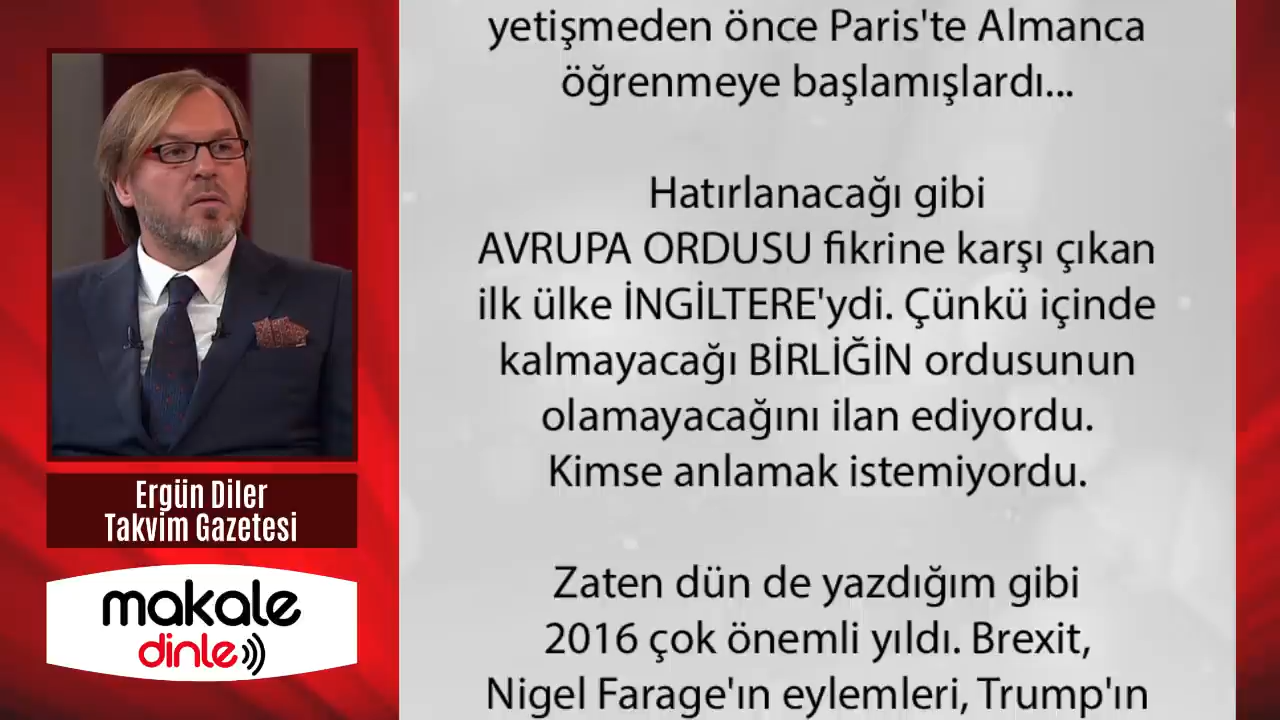 yetişmeden önce Paris'te Almanca
öğrenmeye başlamışlardı...
Hatırlanacağı gibi
AVRUPA ORDUSU fikrine karşı çıkan
ilk ülke İNGİLTERE'ydi. Çünkü içinde
kalmayacağı BİRLİĞİN ordusunun
olamayacağını ilan ediyordu.
Kimse anlamak istemiyordu.
Zaten dün de yazdığım gibi
2016 çok önemli yıldı. Brexit,
Nigel Farage'ın eylemleri, Trump'ın
Ergün Diler
Takvim Gazetesi
makale
dinle